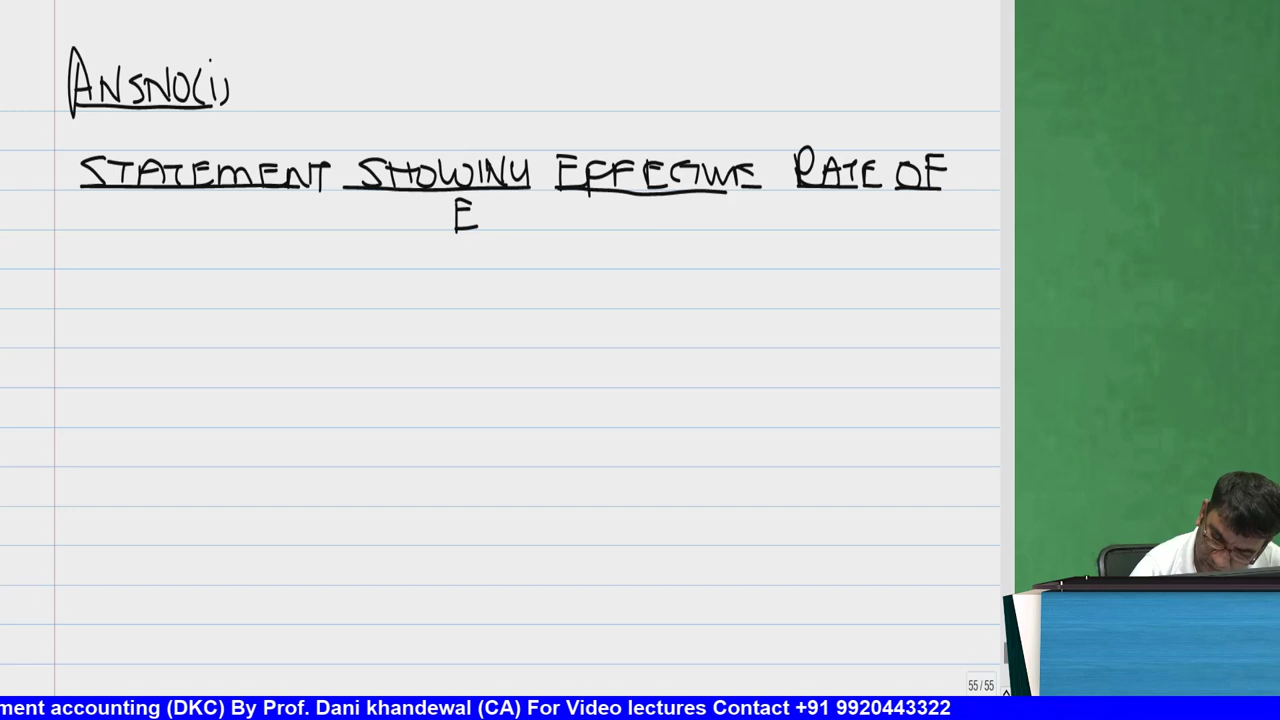 ANSNO(i)
STATEMENT SHOWING EFFECTIVE RATE OF
E
55 / 55
ment accounting (DKC) By Prof. Dani khandewal (CA) For Video lectures Contact +91 9920443322